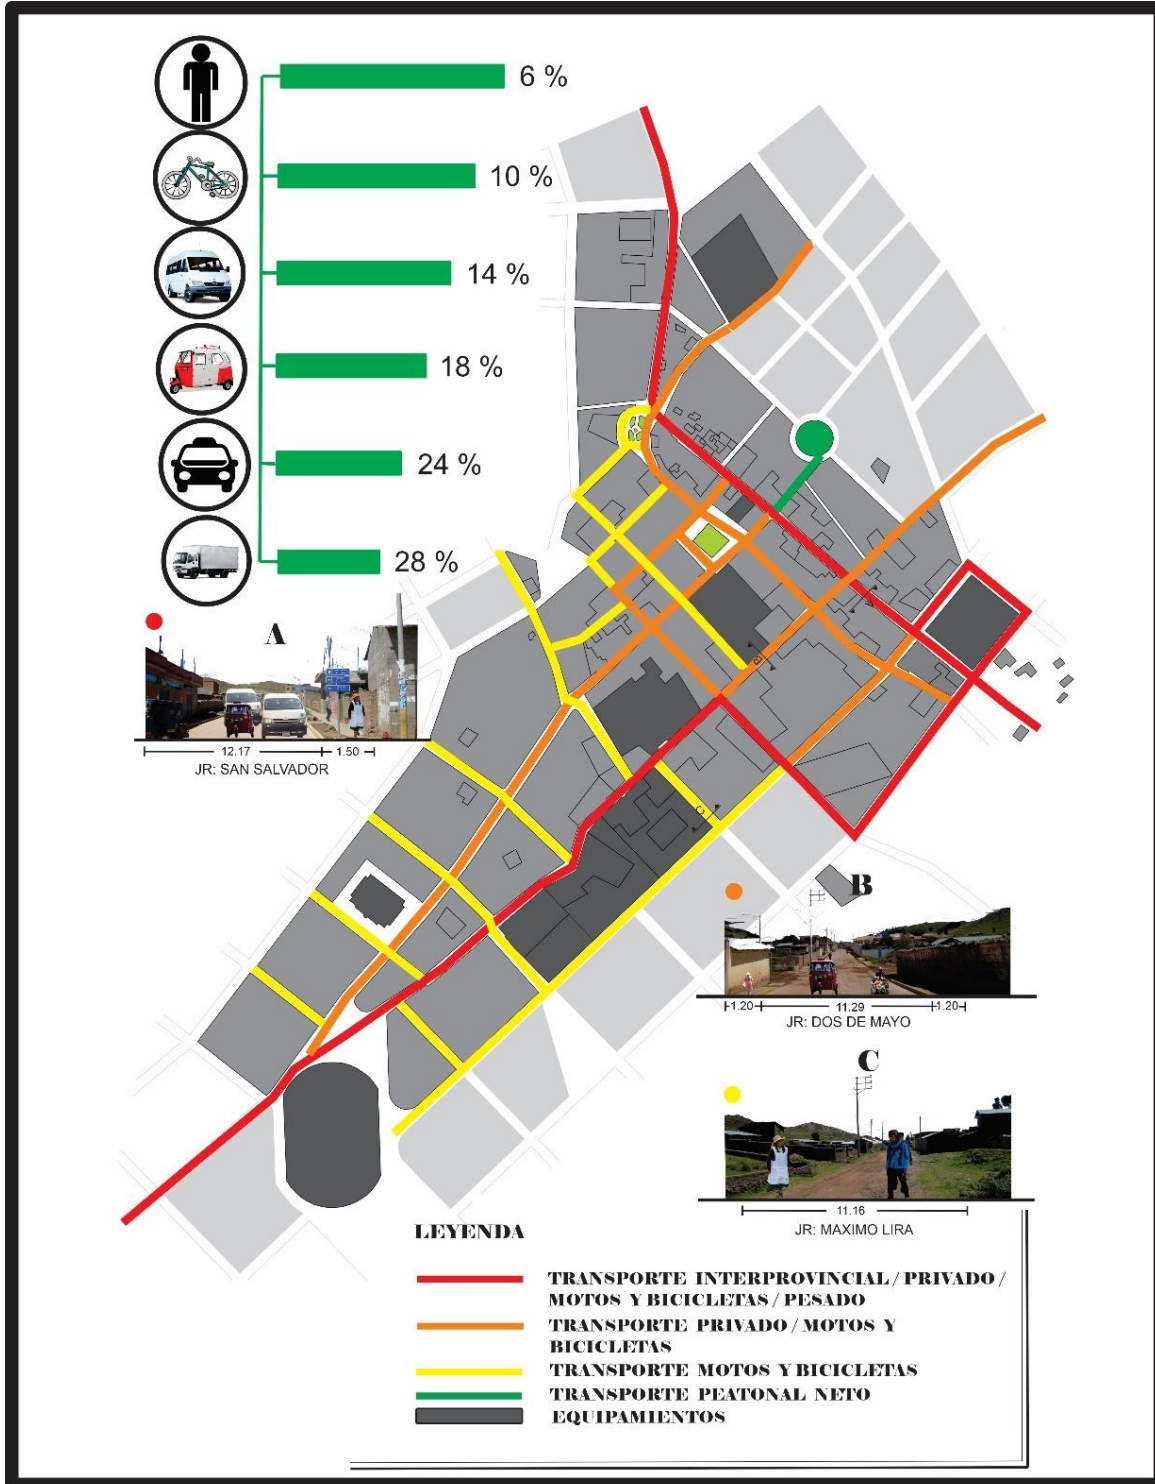 6 %
10 %
14 %
18 %
24 %
28 %
A
12.17
1.50
JR: SAN SALVADOR
B
1.20
11.29
1.20
JR: DOS DE MAYO
C
11.16
JR: MAXIMO LIRA
B
C
LEYENDA
TRANSPORTE INTERPROVINCIAL / PRIVADO /
MOTOS Y BICICLETAS / PESADO
TRANSPORTE PRIVADO / MOTOS Y
BICICLETAS
TRANSPORTE MOTOS Y BICICLETAS
TRANSPORTE PEATONAL NETO
EQUIPAMIENTOS